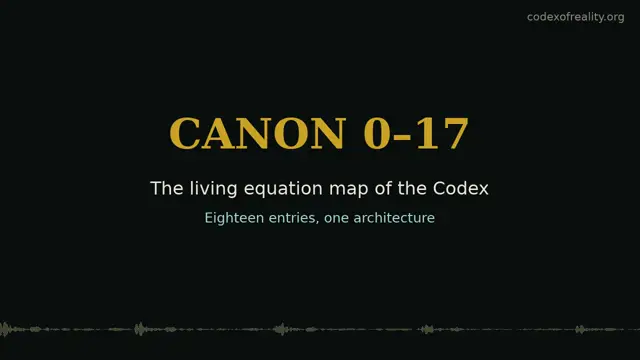 codexofreality.org
CANON 0–17
The living equation map of the Codex
Eighteen entries, one architecture